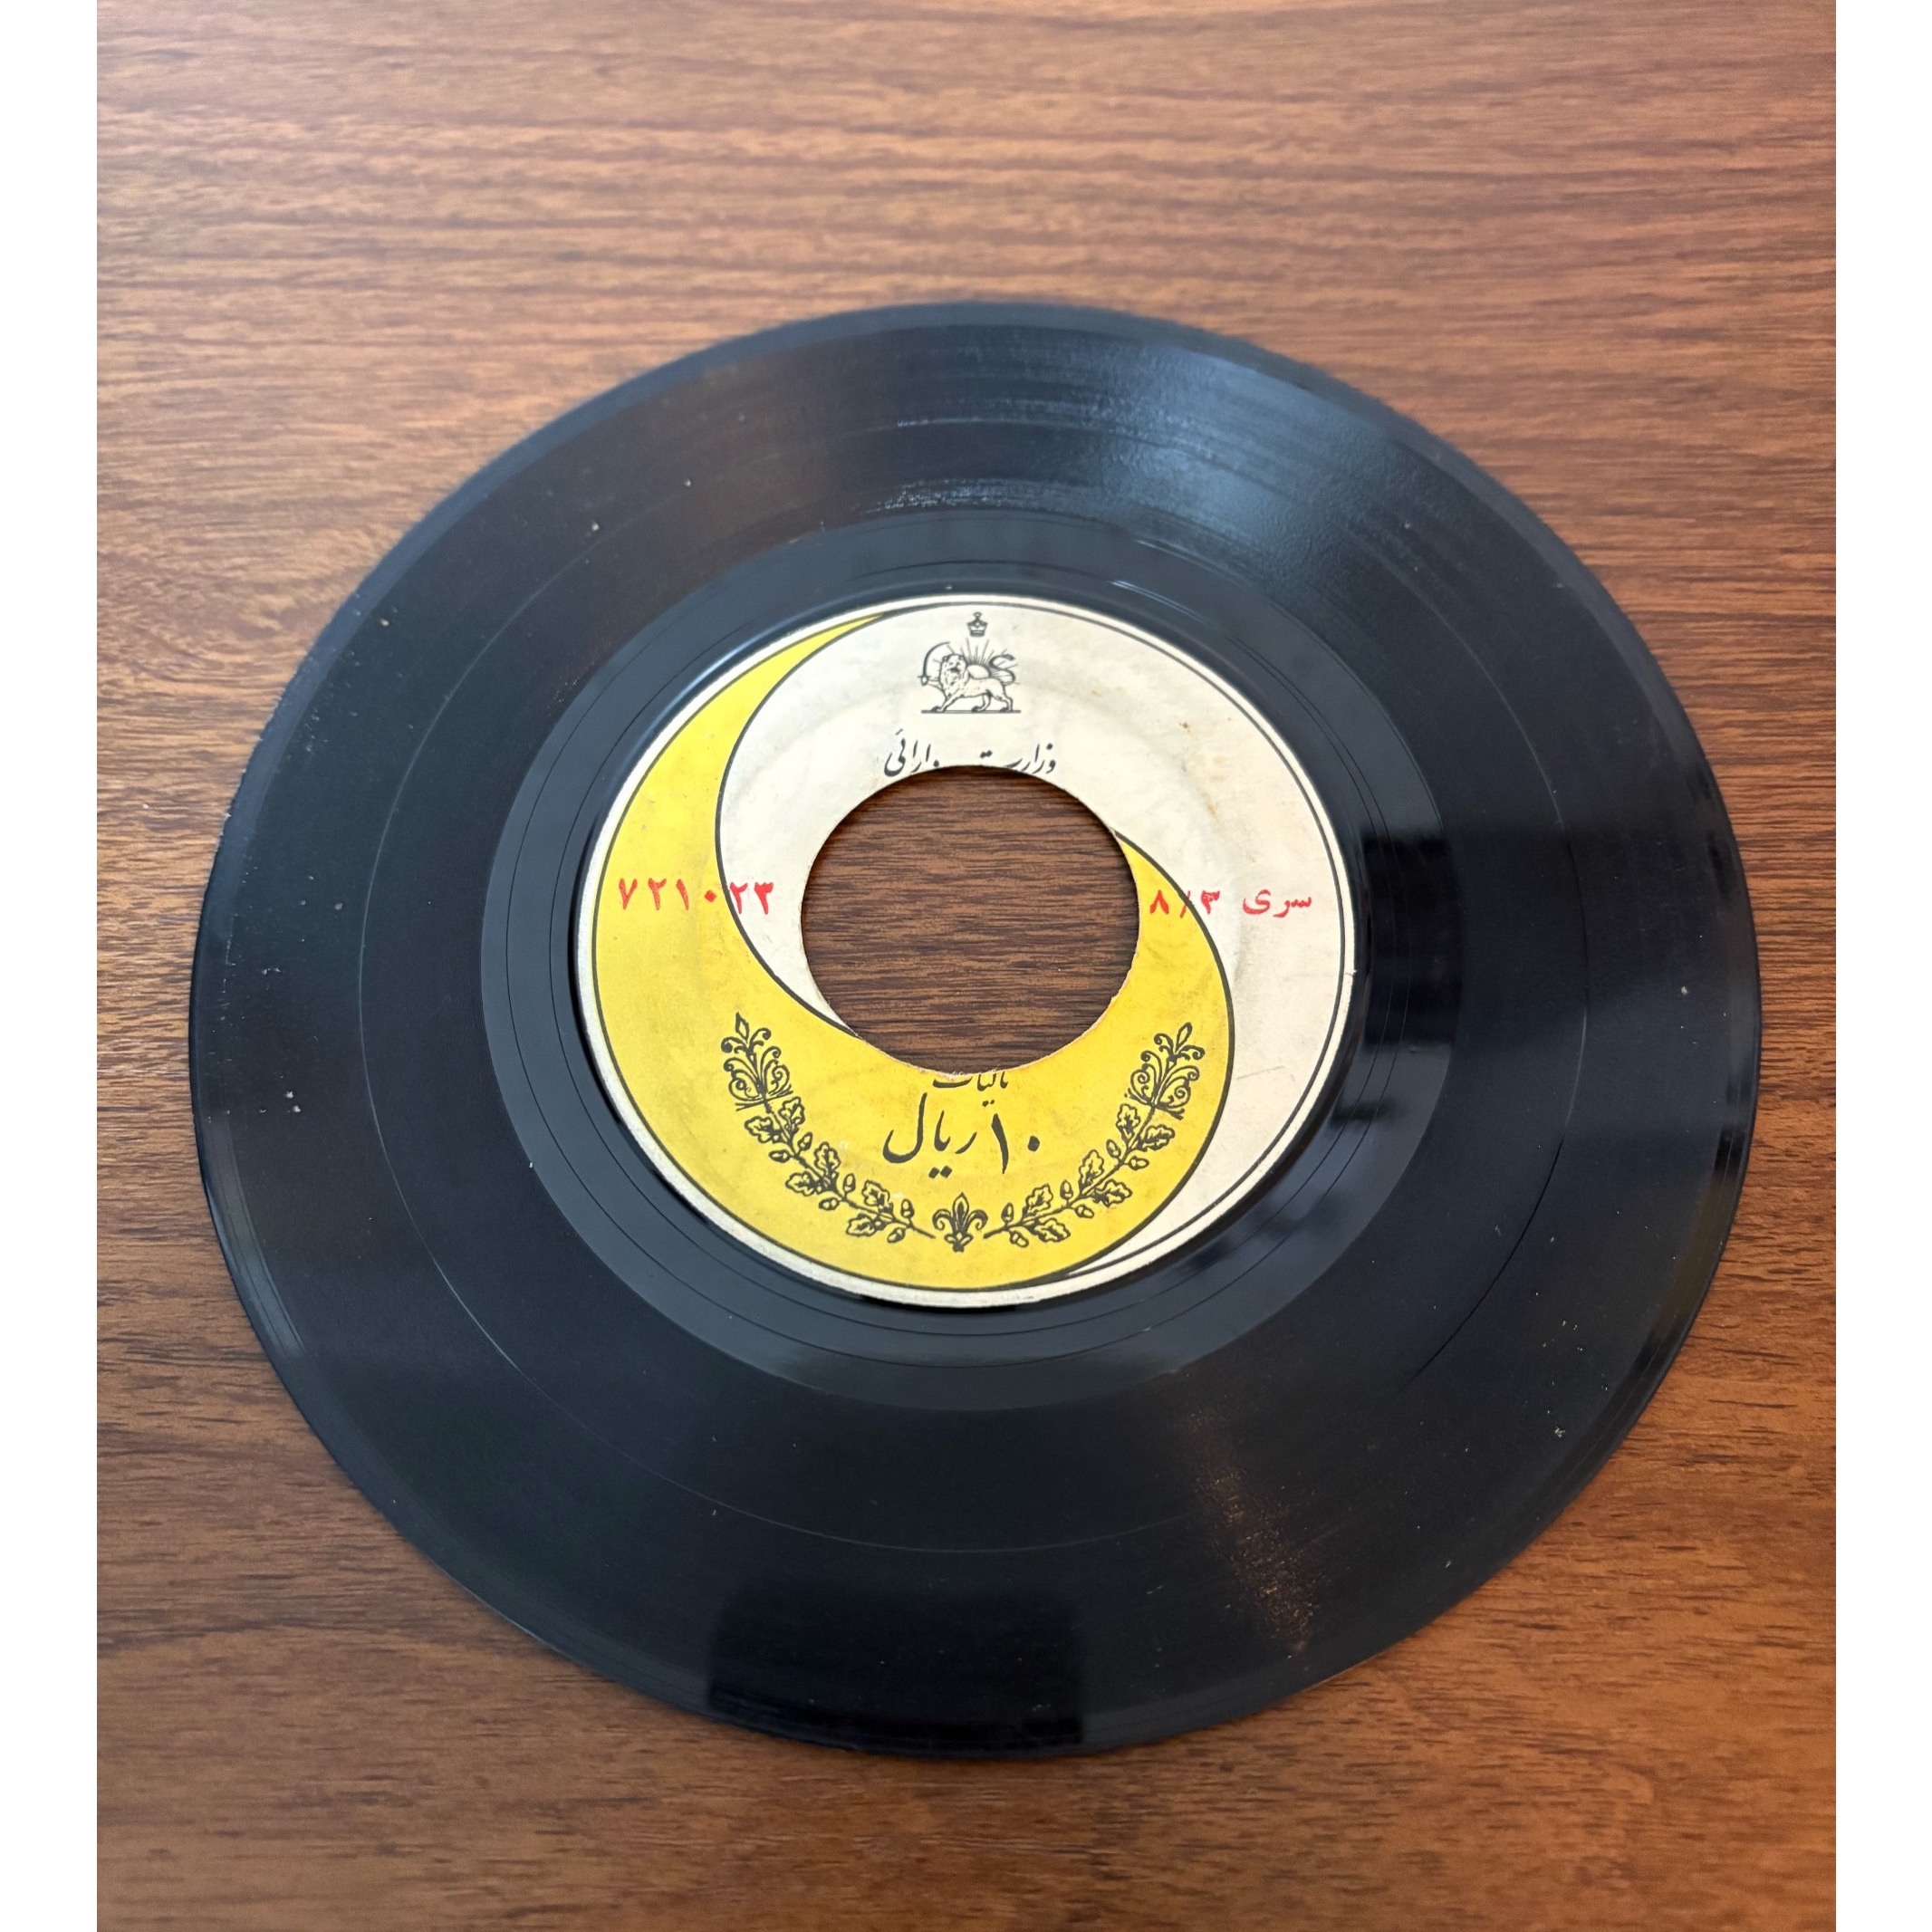 وزارت دارائی
سری ۸/۳
۷۲۱۰۲۳
مالیات
۱۰ ریال